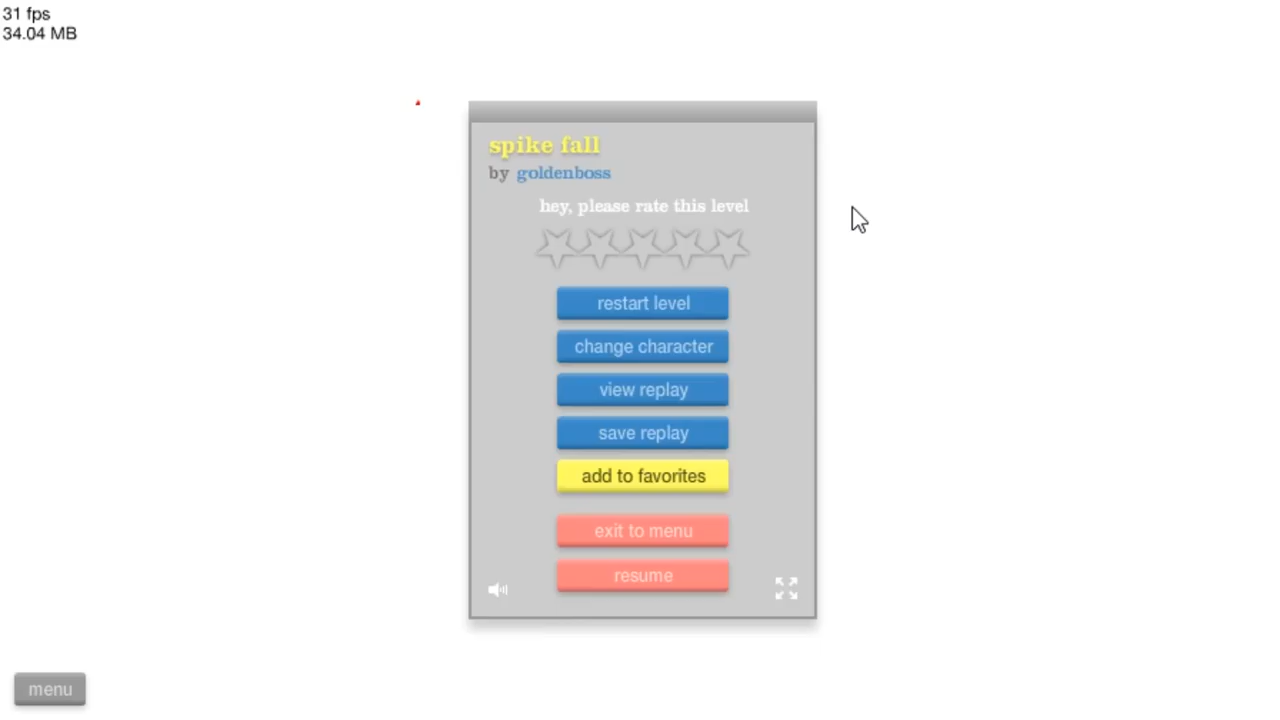 31 fps
34.04 MB
spike fall
by goldenboss
hey, please rate this level
restart level
change character
view replay
save replay
add to favorites
exit to menu
resume
menu